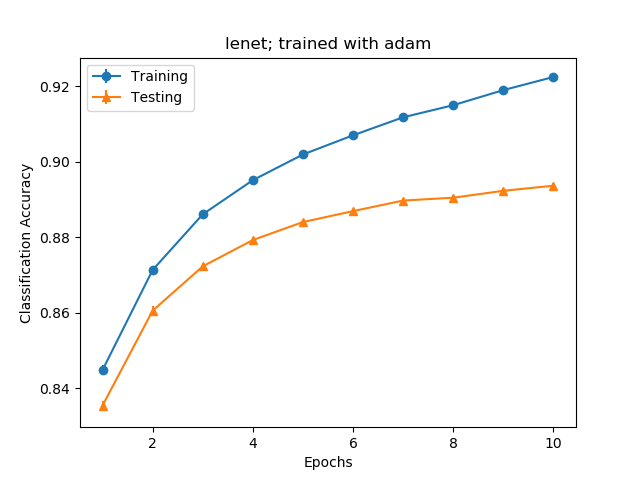 lenet; trained with adam
Training
Testing
Classification Accuracy
0.92
0.90
0.88
0.86
0.84
2 4 6 8 10
Epochs